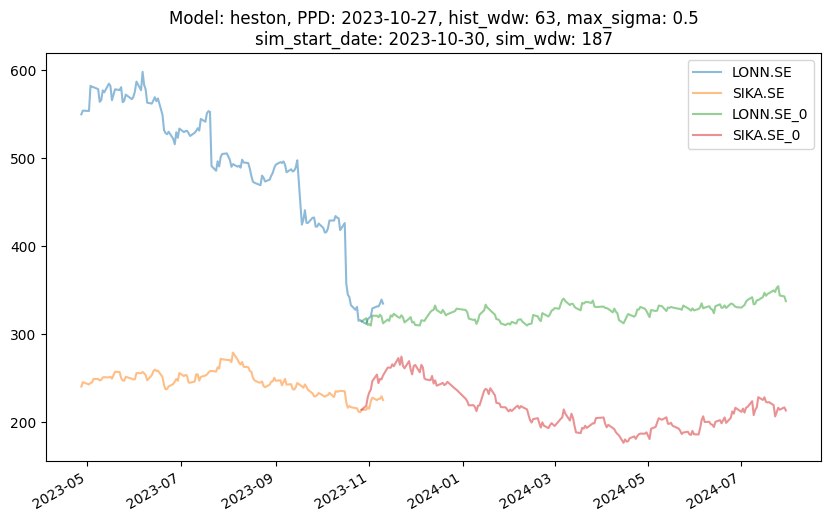 Model: heston, PPD: 2023-10-27, hist_wdw: 63, max_sigma: 0.5
sim_start_date: 2023-10-30, sim_wdw: 187
LONN.SE
SIKA.SE
LONN.SE_0
SIKA.SE_0
600
500
400
300
200
2023-05
2023-07
2023-09
2023-11
2024-01
2024-03
2024-05
2024-07